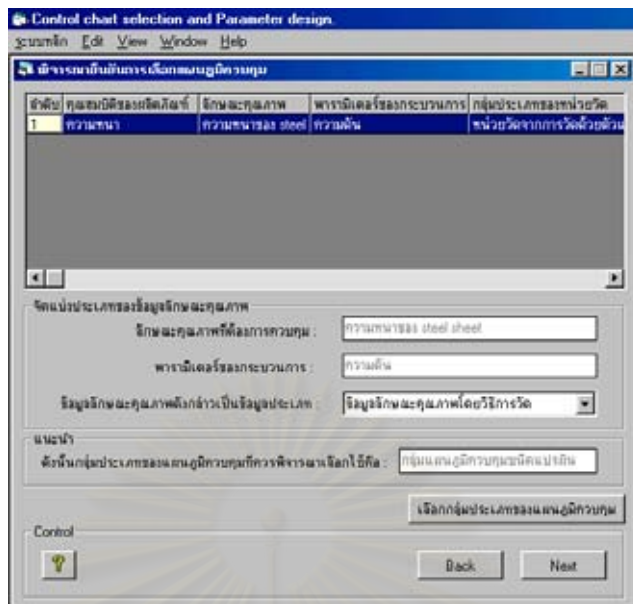 Control chart selection and Parameter design.
ระบบหลัก Edit View Window Help
พิจารณายืนยันการเลือกแผนภูมิควบคุม
ลำดับ คุณสมบัติของผลิตภัณฑ์ ลักษณะคุณภาพ พารามิเตอร์ของกระบวนการ กลุ่มประเภทของหน่วยวัด
1 ความหนา ความหนาของ steel ความดัน หน่วยวัดจากการวัดด้วยตัวแ
จัดแบ่งประเภทของข้อมูลลักษณะคุณภาพ
ลักษณะคุณภาพที่ต้องการควบคุม : ความหนาของ steel sheet
พารามิเตอร์ของกระบวนการ : ความดัน
ข้อมูลลักษณะคุณภาพดังกล่าวเป็นข้อมูลประเภท : ข้อมูลลักษณะคุณภาพโดยวิธีการวัด
แนะนำ
ดังนั้นกลุ่มประเภทของแผนภูมิควบคุมที่ควรพิจารณาเลือกใช้คือ : กลุ่มแผนภูมิควบคุมชนิดแปรผัน
เลือกกลุ่มประเภทของแผนภูมิควบคุม
Control
? Back Next